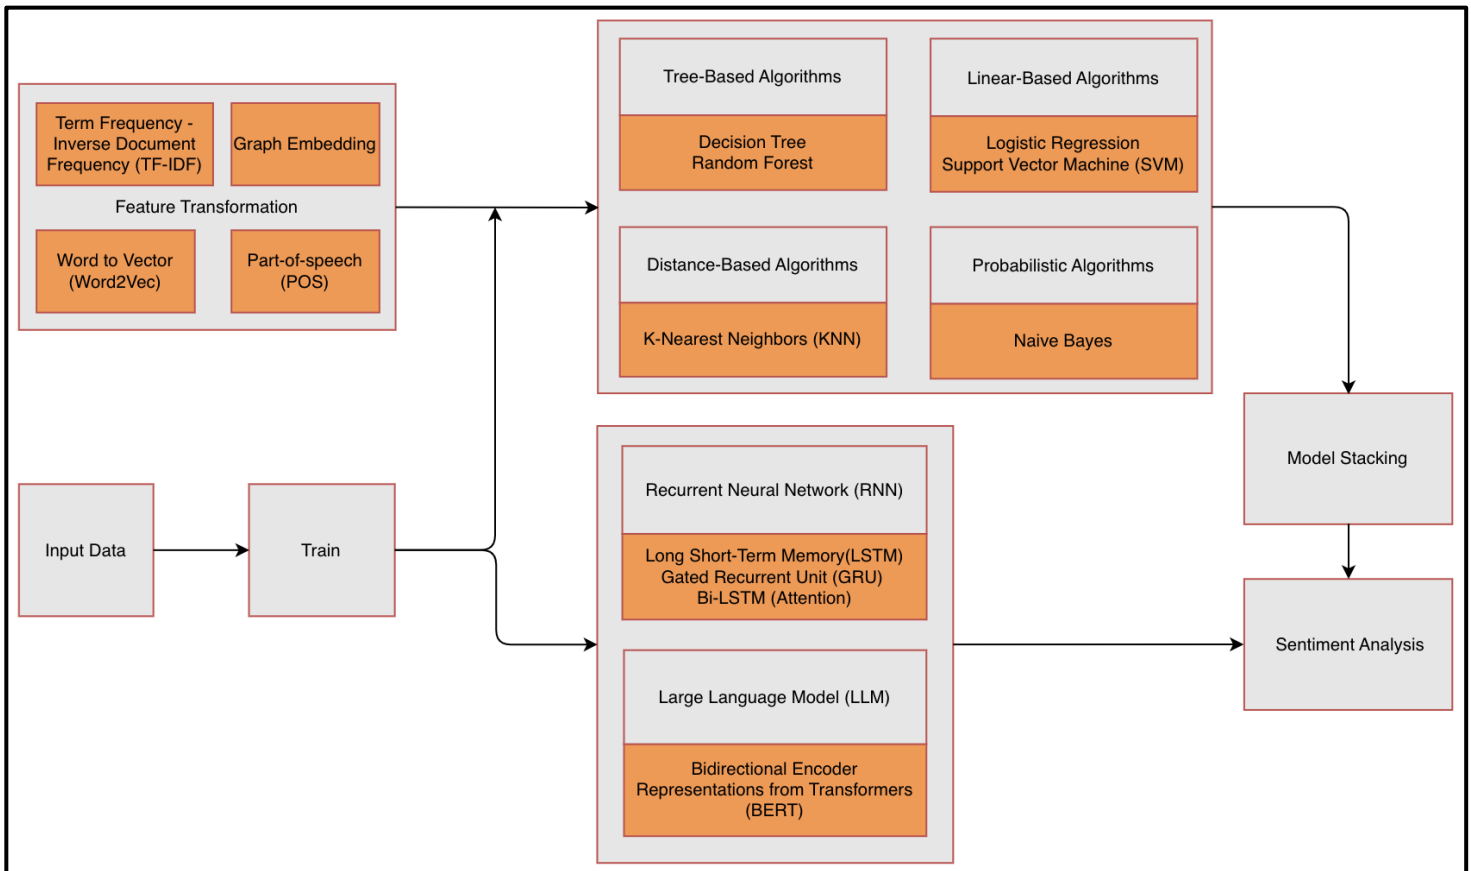 Term Frequency -
Inverse Document
Frequency (TF-IDF)
Graph Embedding
Feature Transformation
Word to Vector
(Word2Vec)
Part-of-speech
(POS)
Tree-Based Algorithms
Decision Tree
Random Forest
Linear-Based Algorithms
Logistic Regression
Support Vector Machine (SVM)
Distance-Based Algorithms
K-Nearest Neighbors (KNN)
Probabilistic Algorithms
Naive Bayes
Input Data
Train
Recurrent Neural Network (RNN)
Long Short-Term Memory(LSTM)
Gated Recurrent Unit (GRU)
Bi-LSTM (Attention)
Large Language Model (LLM)
Bidirectional Encoder
Representations from Transformers
(BERT)
Model Stacking
Sentiment Analysis